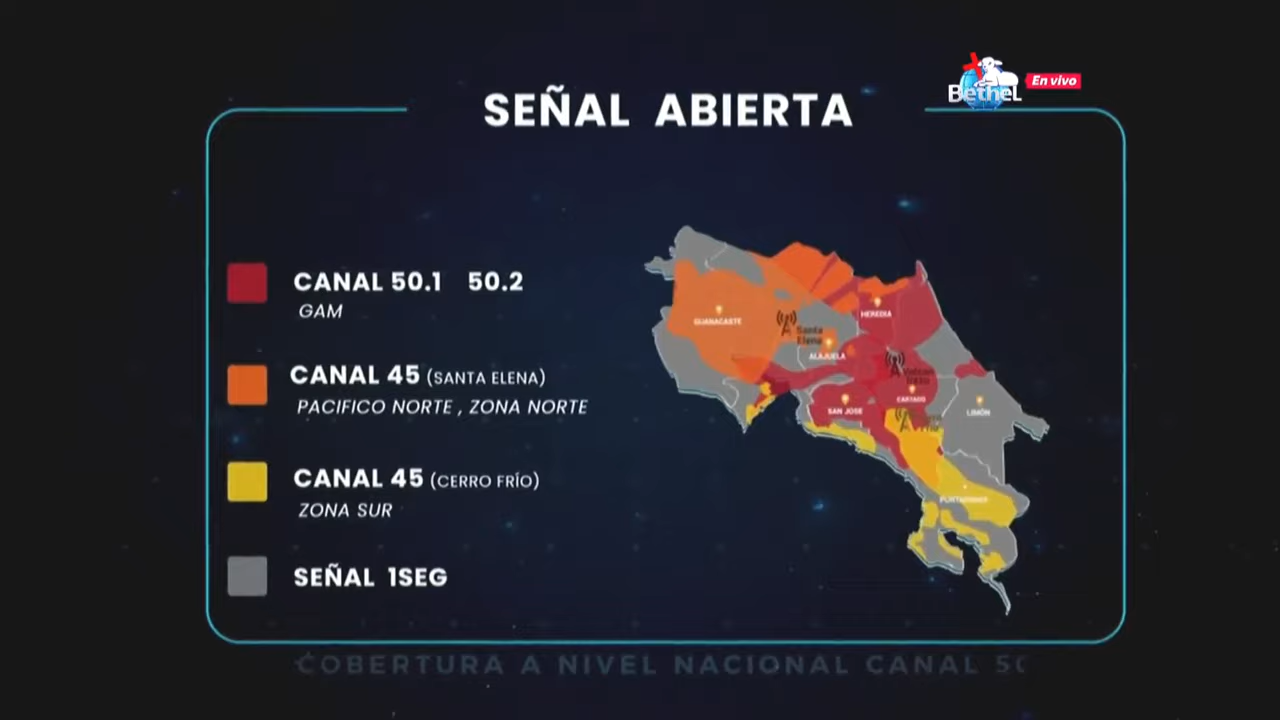 BetheL
En vivo
SEÑAL ABIERTA
CANAL 50.1 50.2
GAM
CANAL 45 (SANTA ELENA)
PACIFICO NORTE , ZONA NORTE
CANAL 45 (CERRO FRÍO)
ZONA SUR
SEÑAL 1SEG
GUANACASTE
Santa
Elena
ALAJUELA
HEREDIA
CARTAGO
SAN JOSE
LIMÓN
COBERTURA A NIVEL NACIONAL CANAL 50